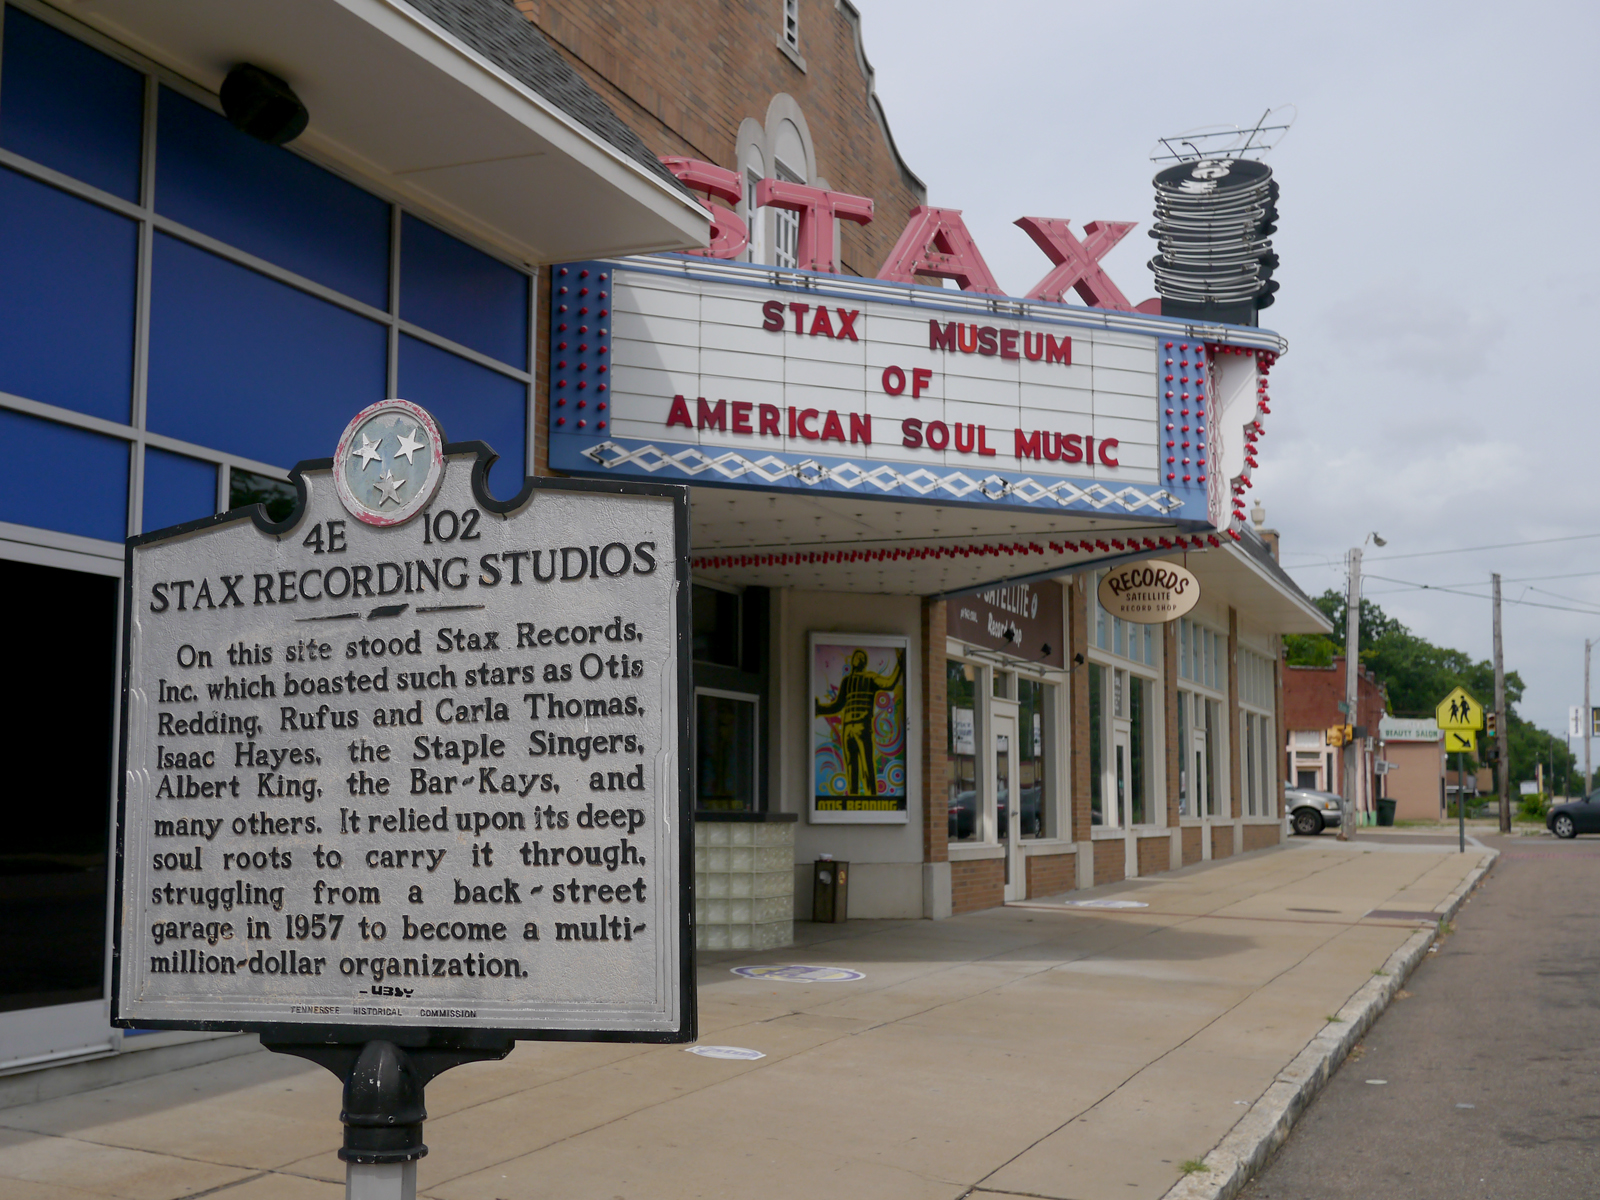 STAX
STAX MUSEUM
OF
AMERICAN SOUL MUSIC
4E 102
STAX RECORDING STUDIOS
On this site stood Stax Records,
Inc. which boasted such stars as Otis
Redding, Rufus and Carla Thomas,
Isaac Hayes, the Staple Singers,
Albert King, the Bar-Kays, and
many others. It relied upon its deep
soul roots to carry it through,
struggling from a back-street
garage in 1957 to become a multi-
million-dollar organization.
TENNESSEE HISTORICAL COMMISSION
RECORDS
SATELLITE
RECORD SHOP
SATELLITE
Record Shop
OTIS REDDING
BEAUTY SALON